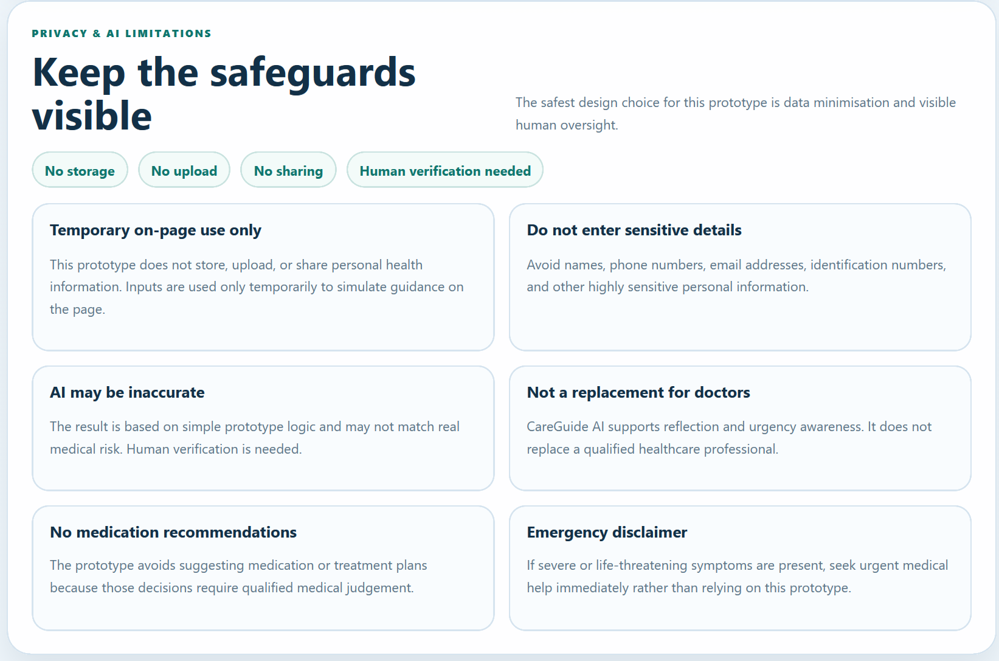 PRIVACY & AI LIMITATIONS
Keep the safeguards
visible
The safest design choice for this prototype is data minimisation and visible
human oversight.
No storage
No upload
No sharing
Human verification needed
Temporary on-page use only
This prototype does not store, upload, or share personal health
information. Inputs are used only temporarily to simulate guidance on
the page.
Do not enter sensitive details
Avoid names, phone numbers, email addresses, identification numbers,
and other highly sensitive personal information.
AI may be inaccurate
The result is based on simple prototype logic and may not match real
medical risk. Human verification is needed.
Not a replacement for doctors
CareGuide AI supports reflection and urgency awareness. It does not
replace a qualified healthcare professional.
No medication recommendations
The prototype avoids suggesting medication or treatment plans
because those decisions require qualified medical judgement.
Emergency disclaimer
If severe or life-threatening symptoms are present, seek urgent medical
help immediately rather than relying on this prototype.